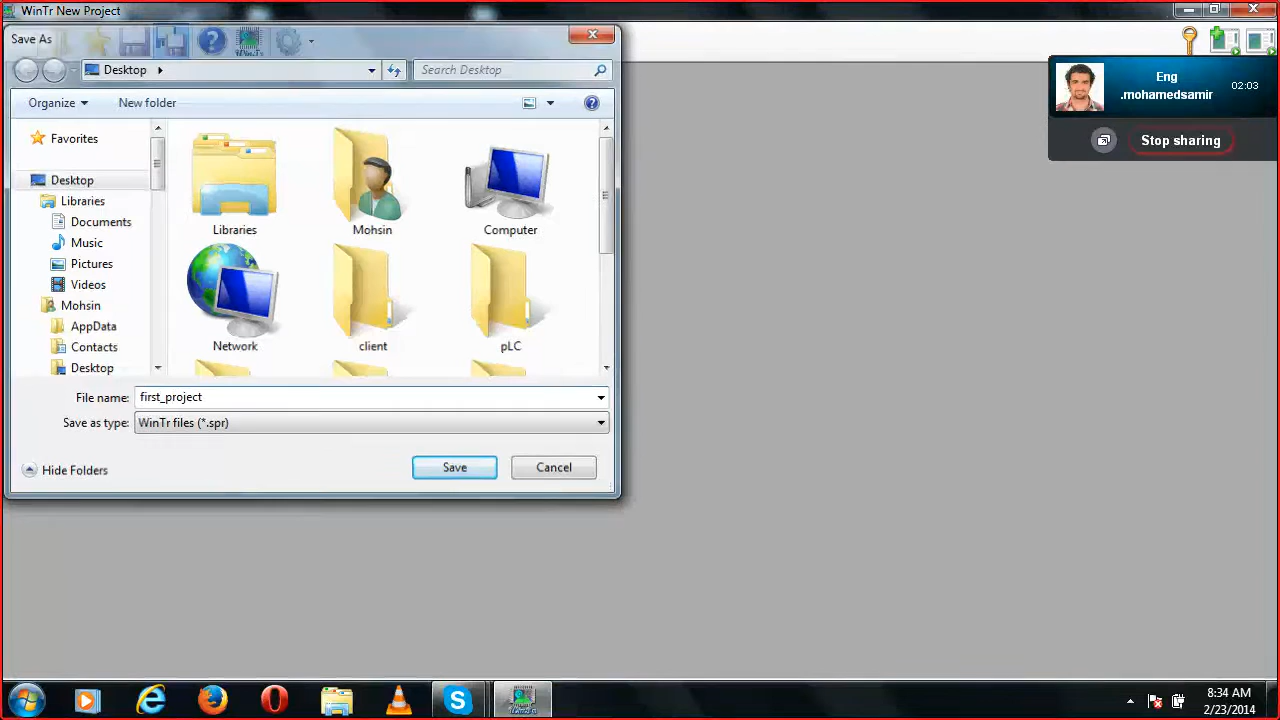 WinTr New Project
Save As
Desktop
Search Desktop
Organize
New folder
Favorites
Desktop
Libraries
Documents
Music
Pictures
Videos
Mohsin
AppData
Contacts
Desktop
Libraries
Mohsin
Computer
Network
client
pLC
File name: first_project
Save as type: WinTr files (*.spr)
Hide Folders
Save
Cancel
Eng
.mohamedsamir
02:03
Stop sharing
8:34 AM
2/23/2014